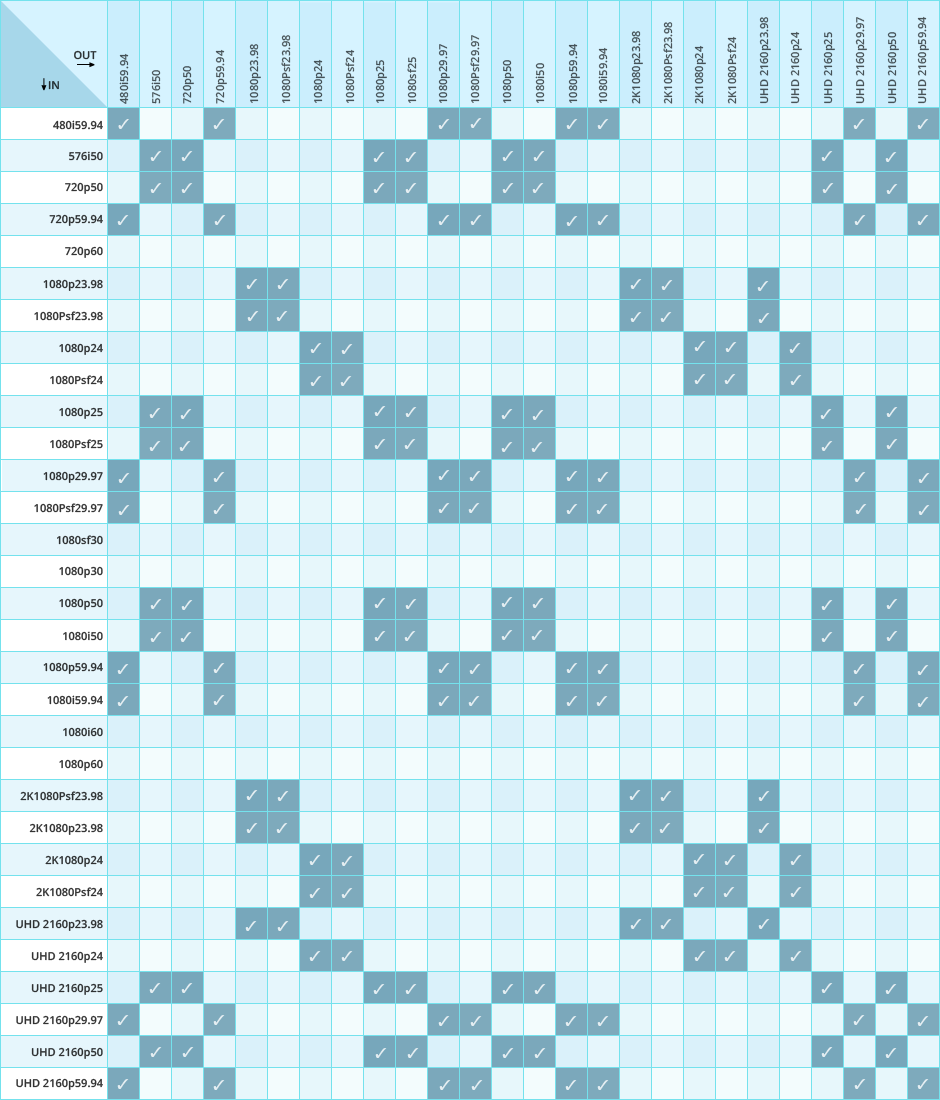 OUT
IN
480i59.94
576i50
720p50
720p59.94
1080p23.98
1080Psf23.98
1080p24
1080Psf24
1080p25
1080sf25
1080p29.97
1080Psf29.97
1080p50
1080i50
1080p59.94
1080i59.94
2K1080p23.98
2K1080Psf23.98
2K1080p24
2K1080Psf24
UHD 2160p23.98
UHD 2160p24
UHD 2160p25
UHD 2160p29.97
UHD 2160p50
UHD 2160p59.94
480i59.94 ✓ ✓ ✓ ✓ ✓ ✓ ✓ ✓
576i50 ✓ ✓ ✓ ✓ ✓ ✓ ✓ ✓
720p50 ✓ ✓ ✓ ✓ ✓ ✓ ✓ ✓
720p59.94 ✓ ✓ ✓ ✓ ✓ ✓ ✓ ✓
720p60
1080p23.98 ✓ ✓ ✓ ✓ ✓
1080Psf23.98 ✓ ✓ ✓ ✓ ✓
1080p24 ✓ ✓ ✓ ✓ ✓
1080Psf24 ✓ ✓ ✓ ✓ ✓
1080p25 ✓ ✓ ✓ ✓ ✓ ✓ ✓ ✓
1080Psf25 ✓ ✓ ✓ ✓ ✓ ✓ ✓ ✓
1080p29.97 ✓ ✓ ✓ ✓ ✓ ✓ ✓ ✓
1080Psf29.97 ✓ ✓ ✓ ✓ ✓ ✓ ✓ ✓
1080sf30
1080p30
1080p50 ✓ ✓ ✓ ✓ ✓ ✓ ✓ ✓
1080i50 ✓ ✓ ✓ ✓ ✓ ✓ ✓ ✓
1080p59.94 ✓ ✓ ✓ ✓ ✓ ✓ ✓ ✓
1080i59.94 ✓ ✓ ✓ ✓ ✓ ✓ ✓ ✓
1080i60
1080p60
2K1080Psf23.98 ✓ ✓ ✓ ✓ ✓
2K1080p23.98 ✓ ✓ ✓ ✓ ✓
2K1080p24 ✓ ✓ ✓ ✓ ✓
2K1080Psf24 ✓ ✓ ✓ ✓ ✓
UHD 2160p23.98 ✓ ✓ ✓ ✓ ✓
UHD 2160p24 ✓ ✓ ✓ ✓ ✓
UHD 2160p25 ✓ ✓ ✓ ✓ ✓ ✓ ✓ ✓
UHD 2160p29.97 ✓ ✓ ✓ ✓ ✓ ✓ ✓ ✓
UHD 2160p50 ✓ ✓ ✓ ✓ ✓ ✓ ✓ ✓
UHD 2160p59.94 ✓ ✓ ✓ ✓ ✓ ✓ ✓ ✓